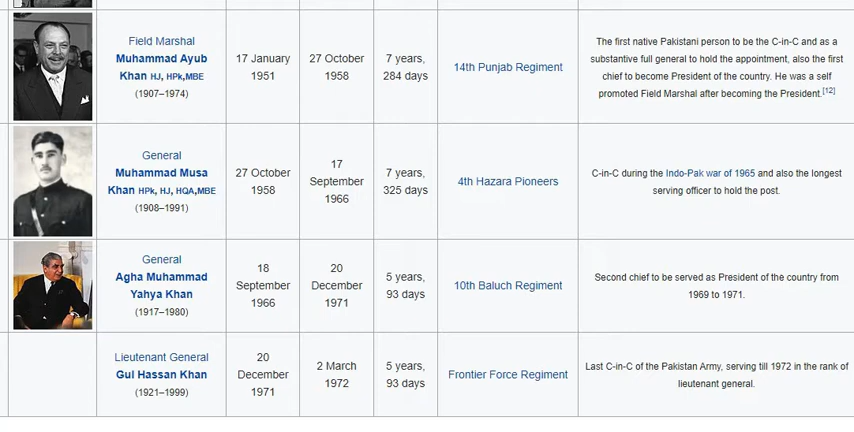 Field Marshal
Muhammad Ayub
Khan HJ, HPk,MBE
(1907–1974)
17 January
1951
27 October
1958
7 years,
284 days
14th Punjab Regiment
The first native Pakistani person to be the C-in-C and as a
substantive full general to hold the appointment, also the first
chief to become President of the country. He was a self
promoted Field Marshal after becoming the President.[12]
General
Muhammad Musa
Khan HPk, HJ, HQA,MBE
(1908–1991)
27 October
1958
17
September
1966
7 years,
325 days
4th Hazara Pioneers
C-in-C during the Indo-Pak war of 1965 and also the longest
serving officer to hold the post.
General
Agha Muhammad
Yahya Khan
(1917–1980)
18
September
1966
20
December
1971
5 years,
93 days
10th Baluch Regiment
Second chief to be served as President of the country from
1969 to 1971.
Lieutenant General
Gul Hassan Khan
(1921–1999)
20
December
1971
2 March
1972
5 years,
93 days
Frontier Force Regiment
Last C-in-C of the Pakistan Army, serving till 1972 in the rank of
lieutenant general.